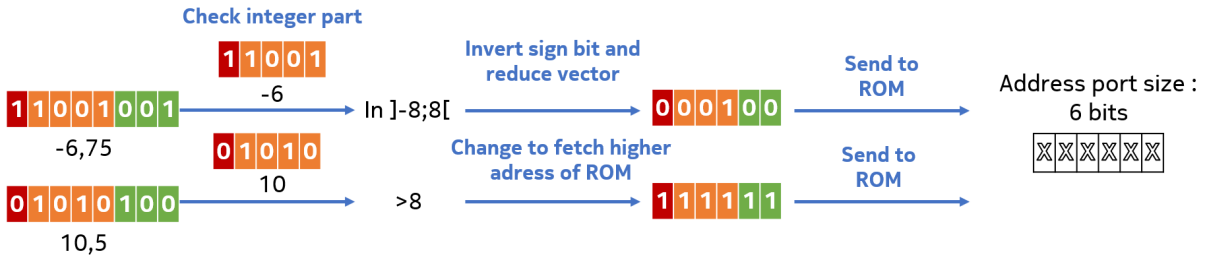 Check integer part
11001
-6
11001001
-6,75
In ]-8;8[
Invert sign bit and
reduce vector
000100
Send to
ROM
Address port size :
6 bits
XXXXXX
01010
10
01010100
10,5
>8
Change to fetch higher
adress of ROM
111111
Send to
ROM